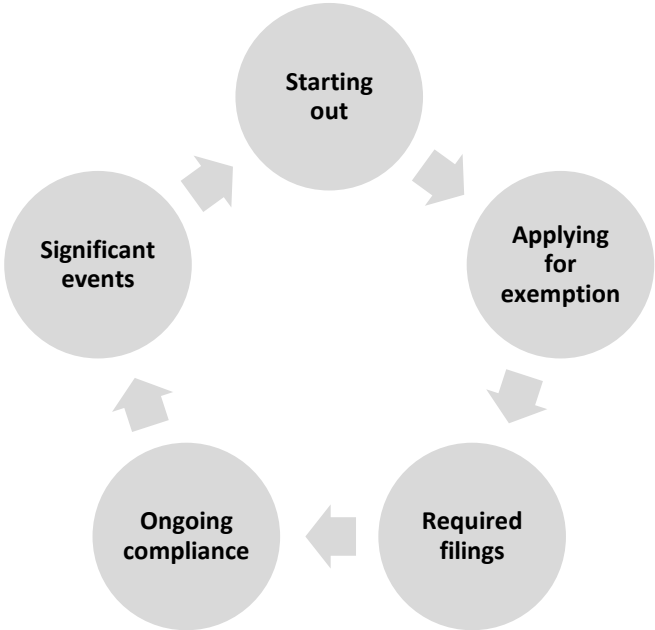 Starting
out
Applying
for
exemption
Required
filings
Ongoing
compliance
Significant
events